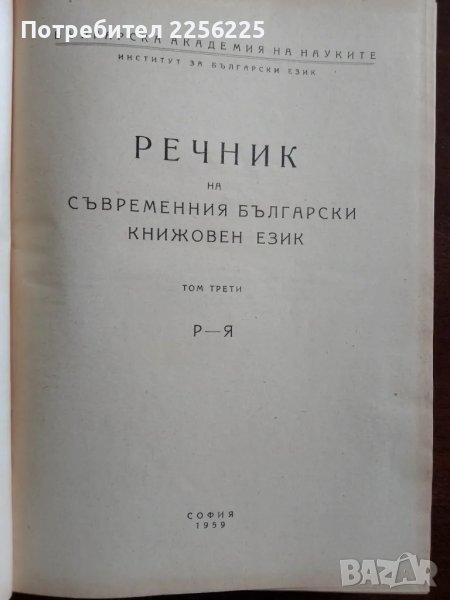 Потребител 2256225
АКАДЕМИЯ НА НАУКИТЕ
ИНСТИТУТ ЗА БЪЛГАРСКИ ЕЗИК
РЕЧНИК
НА
СЪВРЕМЕННИЯ БЪЛГАРСКИ
КНИЖОВЕН ЕЗИК
ТОМ ТРЕТИ
Р—Я
СОФИЯ
1959
BAZAR